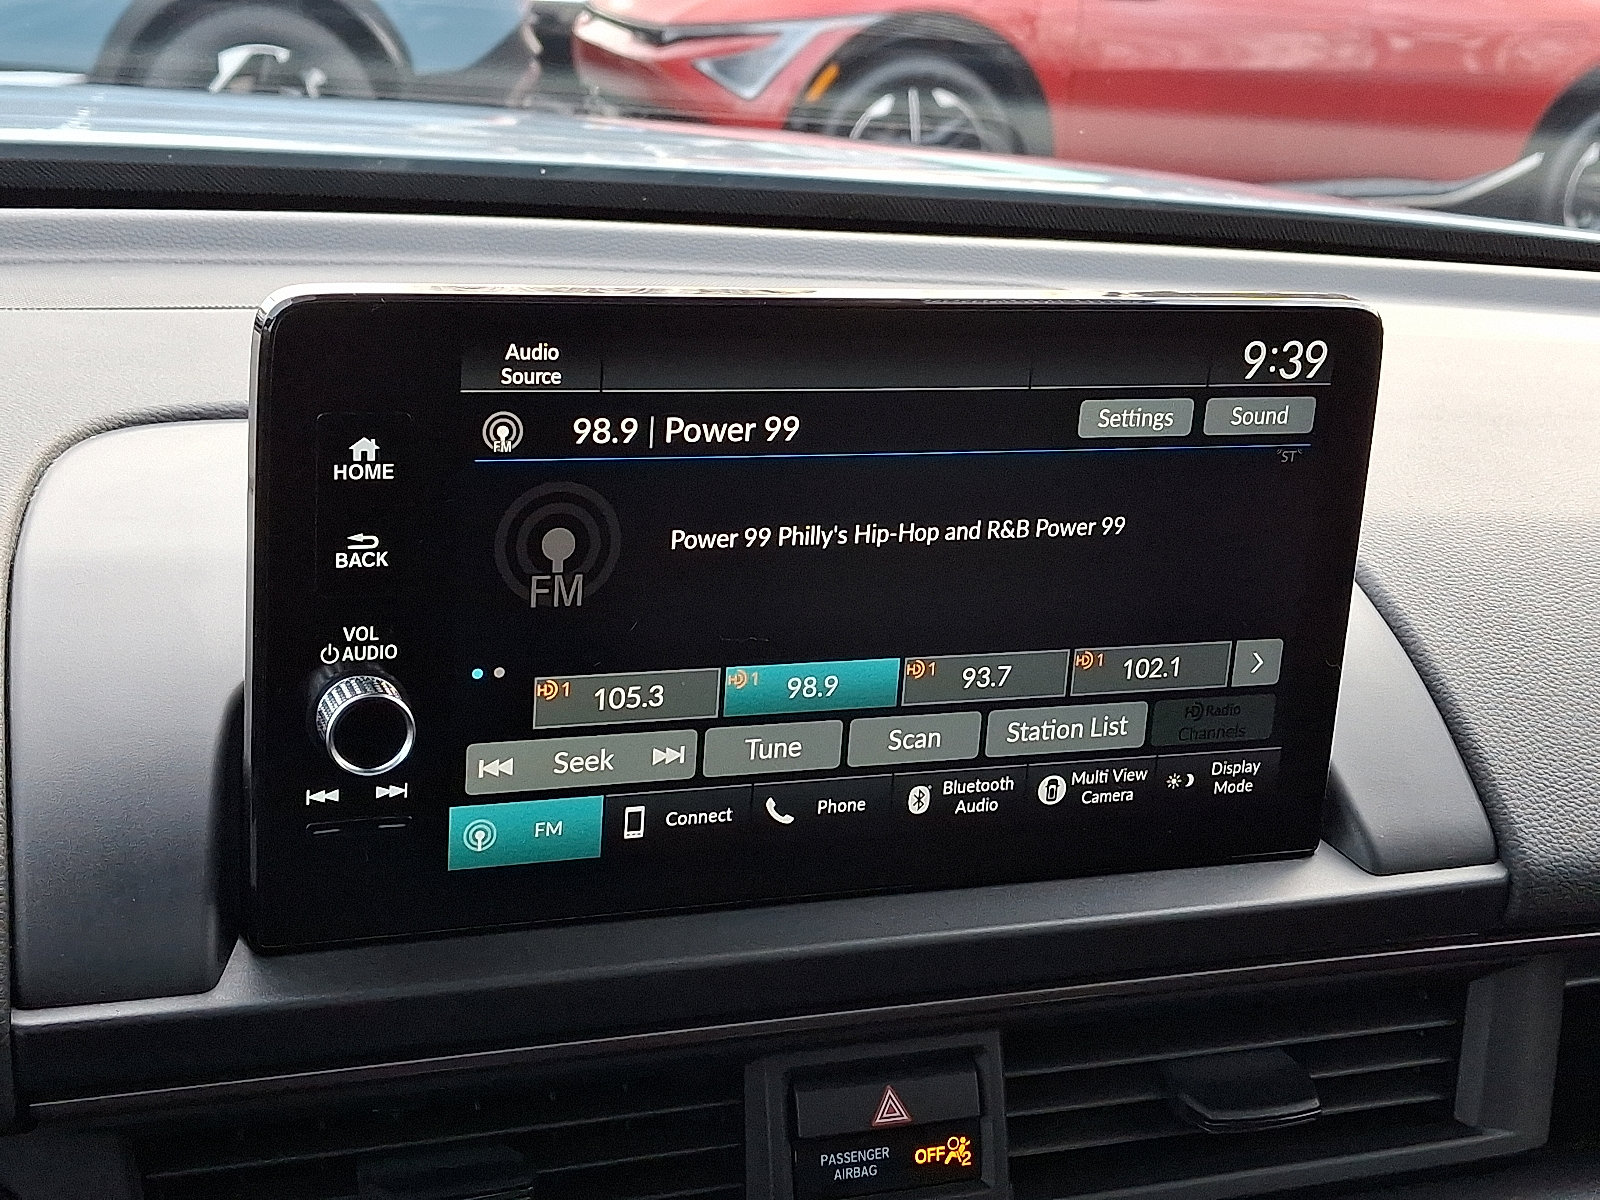 Audio
Source
9:39
FM
98.9 | Power 99
Settings
Sound
"ST"
HOME
BACK
VOL
AUDIO
FM
Power 99 Philly's Hip-Hop and R&B Power 99
HD 1 105.3
HD 1 98.9
HD 1 93.7
HD 1 102.1
Seek
Tune
Scan
Station List
HD Radio
Channels
FM
Connect
Phone
Bluetooth
Audio
Multi View
Camera
Display
Mode
PASSENGER
AIRBAG
OFF
2